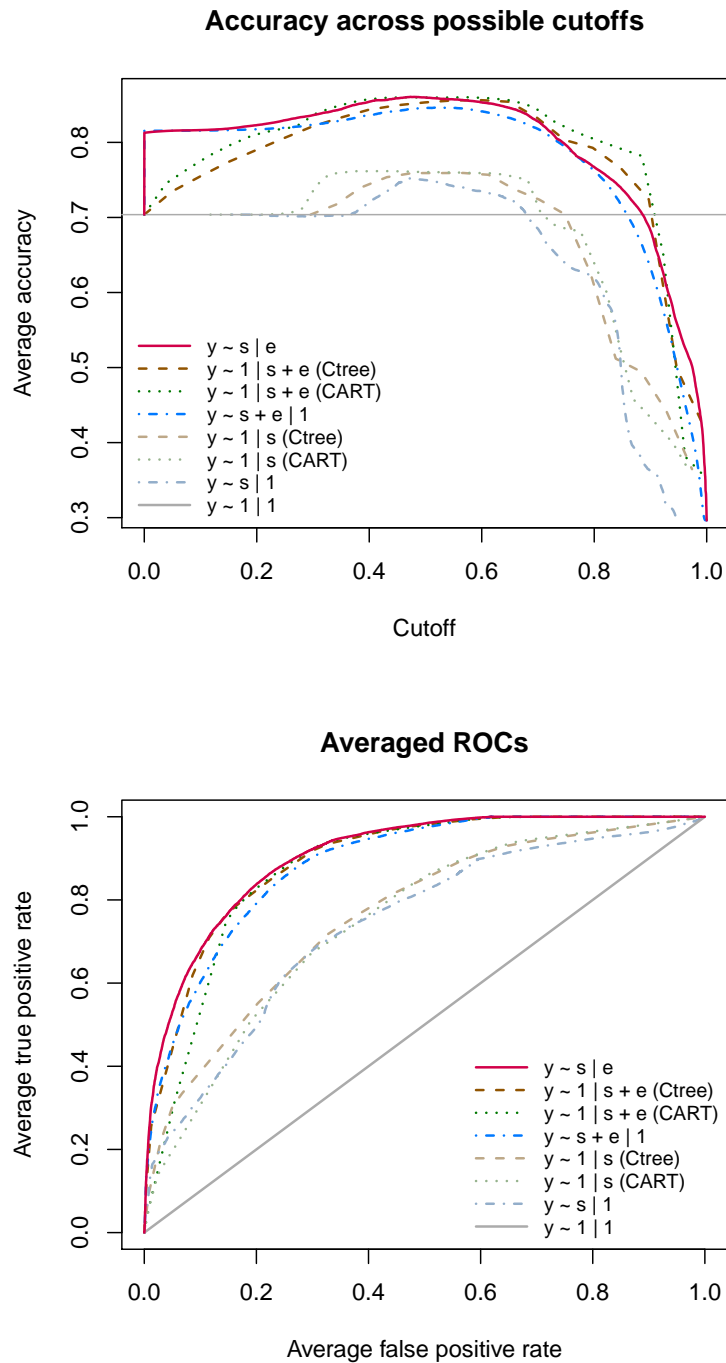 Accuracy across possible cutoffs
Average accuracy
0.8
0.7
0.6
0.5
0.4
0.3
y ~ s | e
y ~ 1 | s + e (Ctree)
y ~ 1 | s + e (CART)
y ~ s + e | 1
y ~ 1 | s (Ctree)
y ~ 1 | s (CART)
y ~ s | 1
y ~ 1 | 1
0.0 0.2 0.4 0.6 0.8 1.0
Cutoff
Averaged ROCs
Average true positive rate
1.0
0.8
0.6
0.4
0.2
0.0
y ~ s | e
y ~ 1 | s + e (Ctree)
y ~ 1 | s + e (CART)
y ~ s + e | 1
y ~ 1 | s (Ctree)
y ~ 1 | s (CART)
y ~ s | 1
y ~ 1 | 1
0.0 0.2 0.4 0.6 0.8 1.0
Average false positive rate